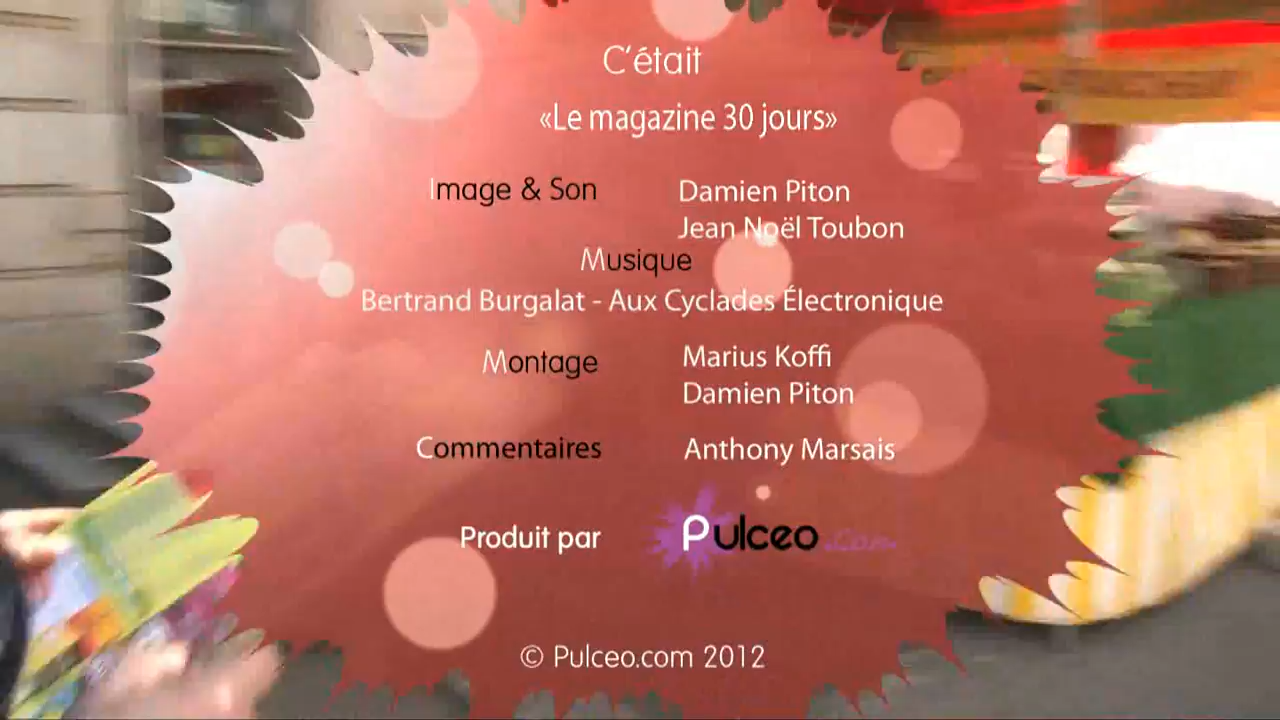 C'était
«Le magazine 30 jours»
Image & Son Damien Piton
Jean Noël Toubon
Musique
Bertrand Burgalat - Aux Cyclades Électronique
Montage Marius Koffi
Damien Piton
Commentaires Anthony Marsais
Produit par Pulceo.com
© Pulceo.com 2012